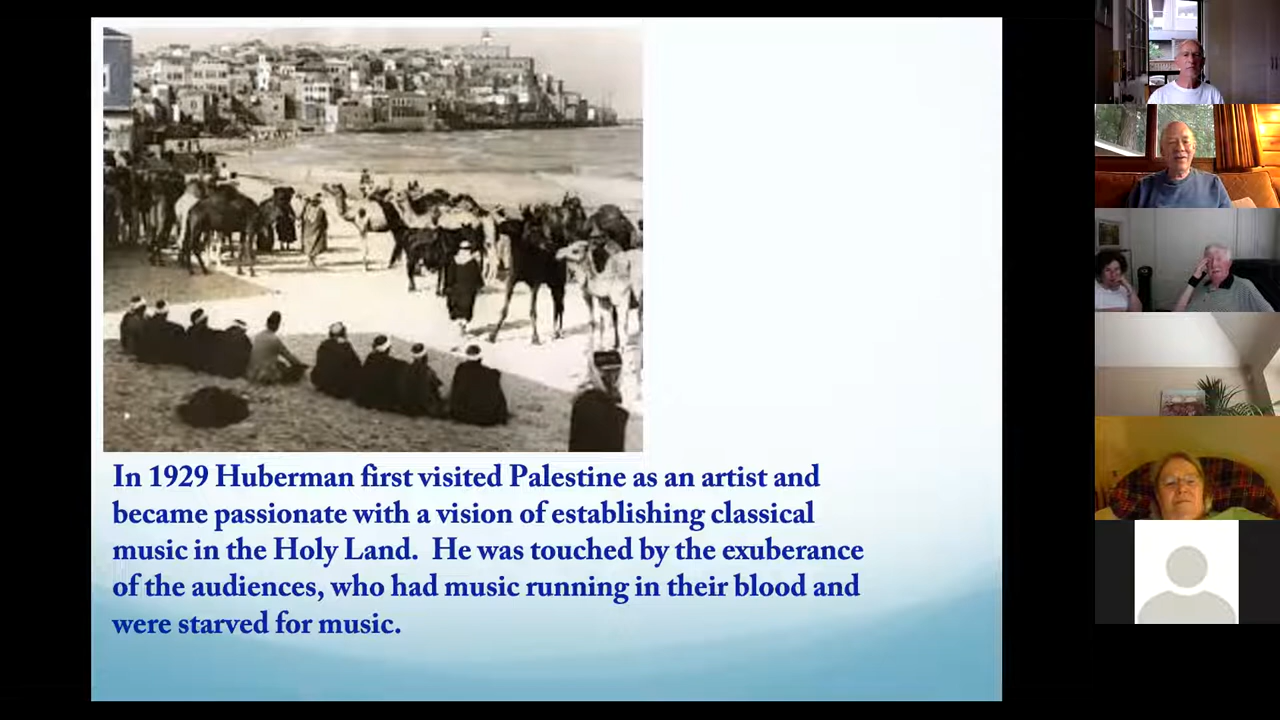 In 1929 Huberman first visited Palestine as an artist and
became passionate with a vision of establishing classical
music in the Holy Land.  He was touched by the exuberance
of the audiences, who had music running in their blood and
were starved for music.